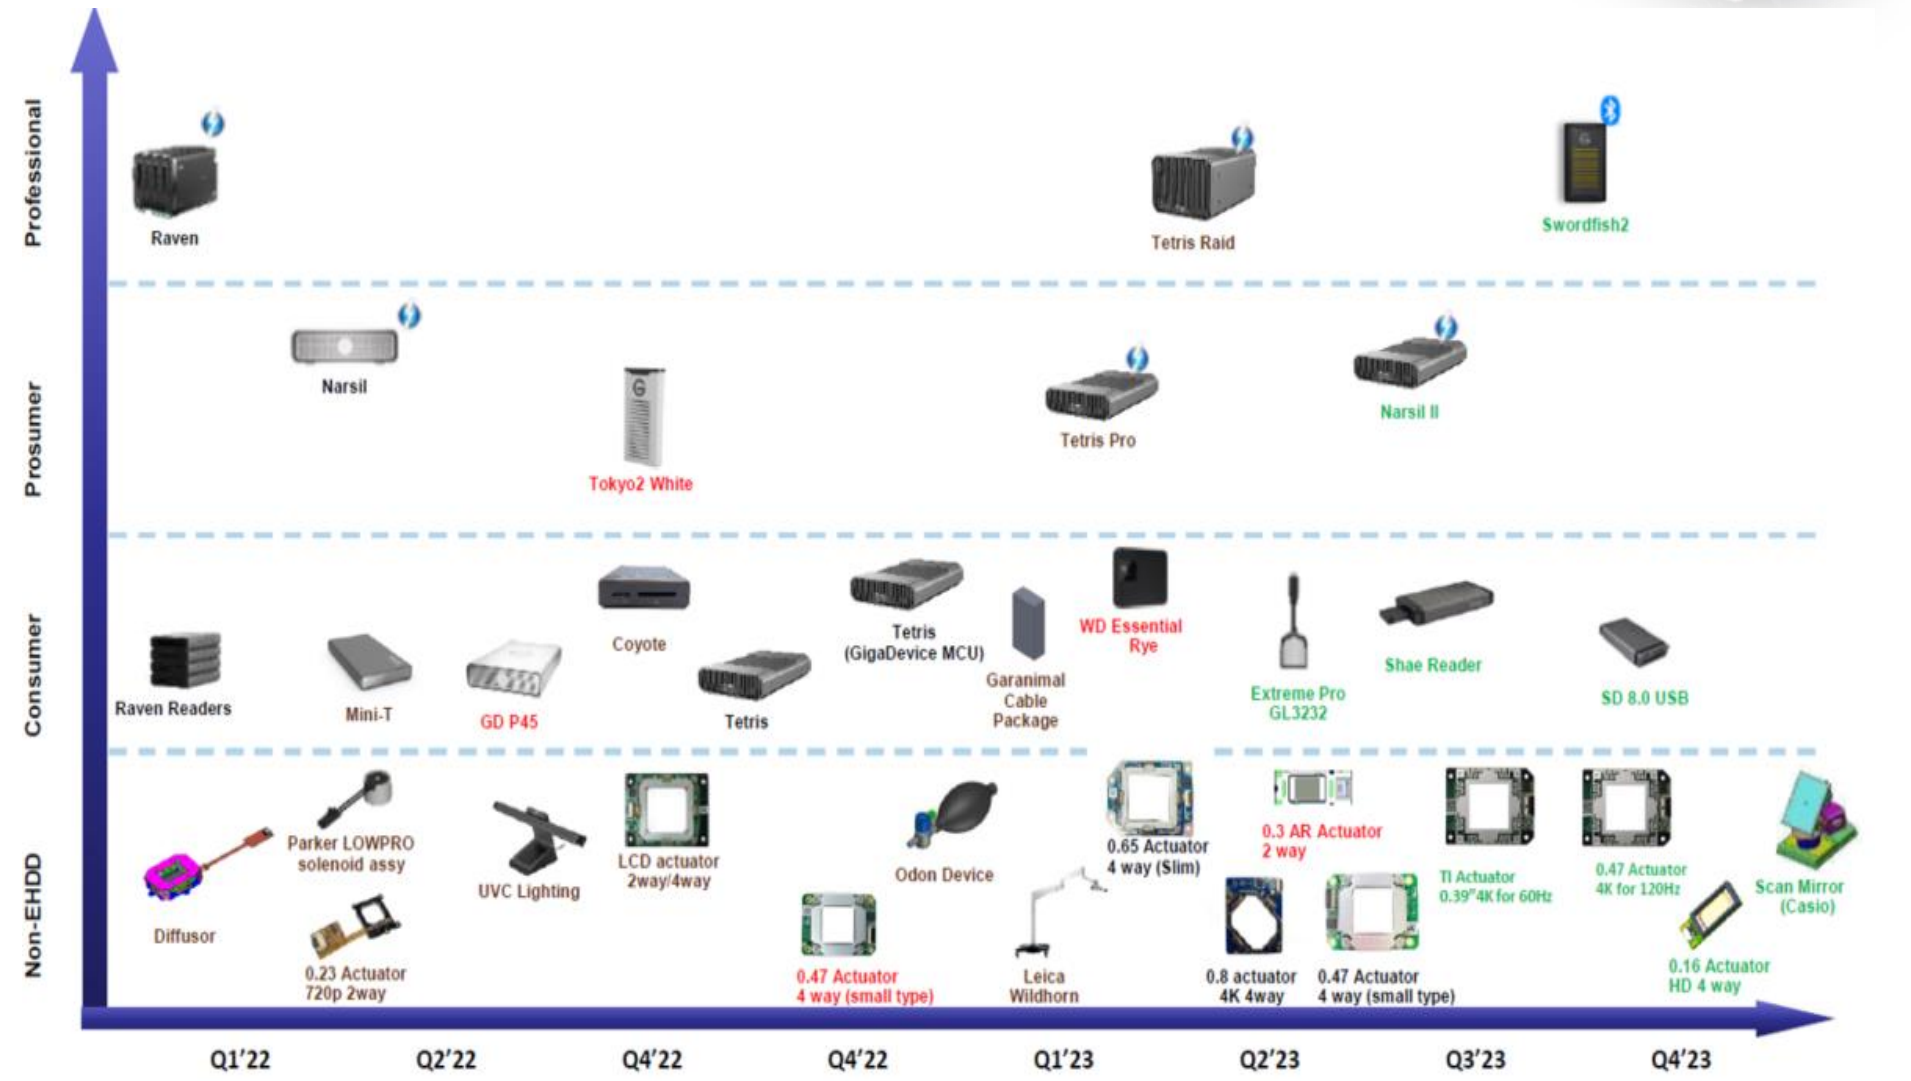 Professional
Raven
Tetris Raid
Swordfish2
Prosumer
Narsil
Tokyo2 White
Tetris Pro
Narsil II
Consumer
Raven Readers
Mini-T
GD P45
Coyote
Tetris
Tetris
(GigaDevice MCU)
Garanimal
Cable
Package
WD Essential
Rye
Extreme Pro
GL3232
Shae Reader
SD 8.0 USB
Non-EHDD
Diffusor
Parker LOWPRO
solenoid assy
0.23 Actuator
720p 2way
UVC Lighting
LCD actuator
2way/4way
0.47 Actuator
4 way (small type)
Odon Device
Leica
Wildhorn
0.65 Actuator
4 way (Slim)
0.8 actuator
4K 4way
0.3 AR Actuator
2 way
0.47 Actuator
4 way (small type)
TI Actuator
0.39"4K for 60Hz
0.47 Actuator
4K for 120Hz
0.16 Actuator
HD 4 way
Scan Mirror
(Casio)
Q1'22
Q2'22
Q4'22
Q4'22
Q1'23
Q2'23
Q3'23
Q4'23